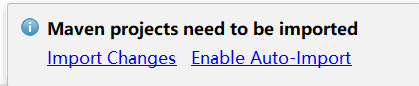 Maven projects need to be imported
Import Changes Enable Auto-Import